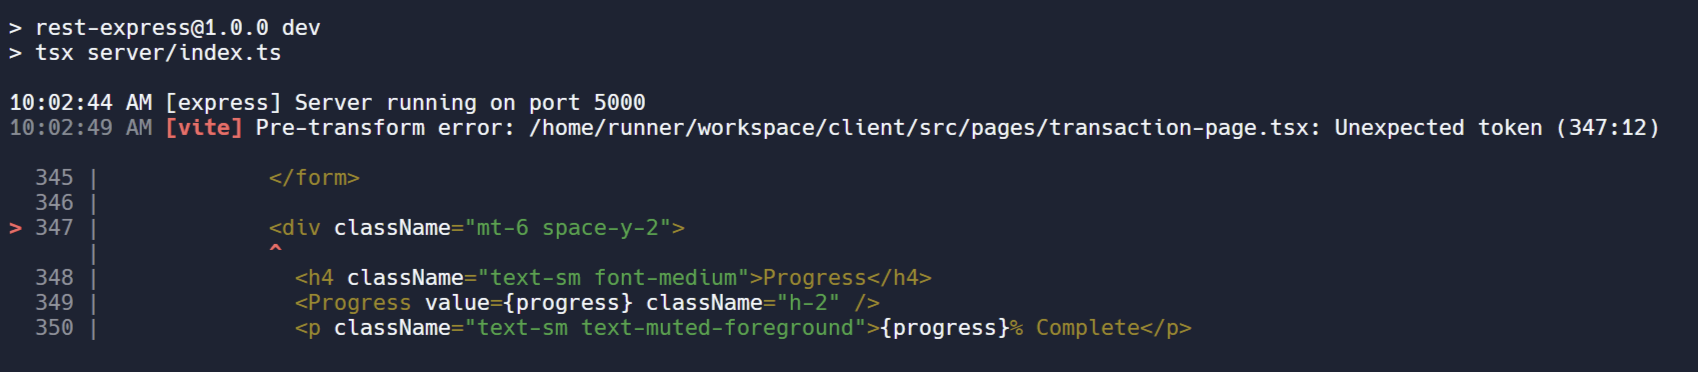 > rest-express@1.0.0 dev
> tsx server/index.ts
10:02:44 AM [express] Server running on port 5000
10:02:49 AM [vite] Pre-transform error: /home/runner/workspace/client/src/pages/transaction-page.tsx: Unexpected token (347:12)
  345 |             </form>
  346 |
> 347 |             <div className="mt-6 space-y-2">
      |             ^
  348 |               <h4 className="text-sm font-medium">Progress</h4>
  349 |               <Progress value={progress} className="h-2" />
  350 |               <p className="text-sm text-muted-foreground">{progress}% Complete</p>